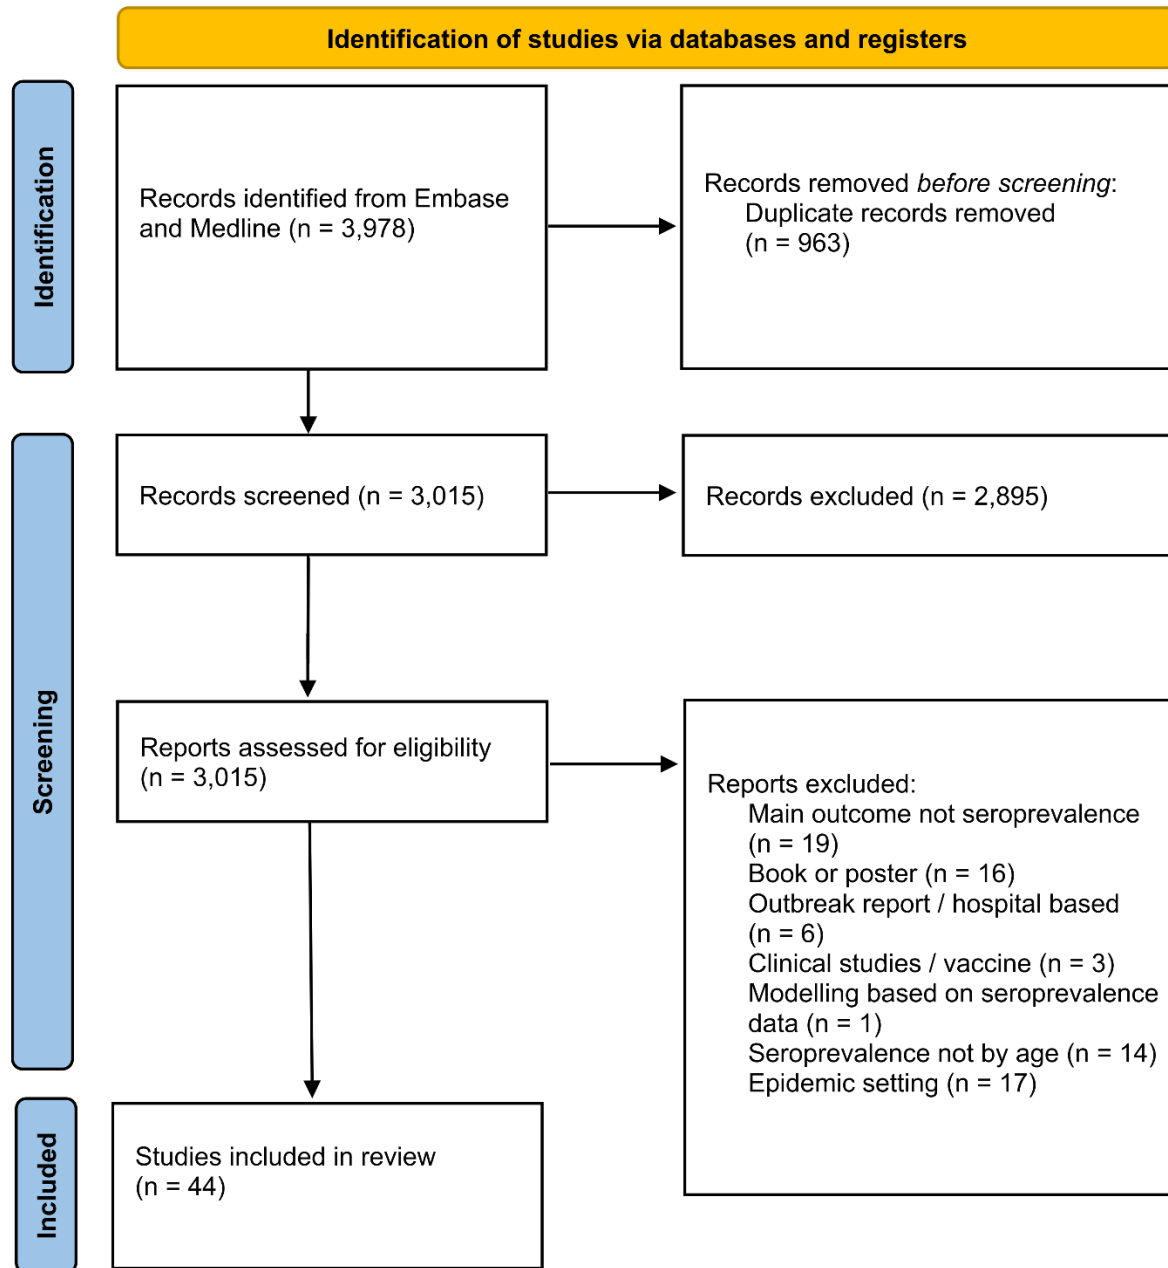 Identification of studies via databases and registers
Identification
Records identified from Embase
and Medline (n = 3,978)
Records removed before screening:
Duplicate records removed
(n = 963)
Screening
Records screened (n = 3,015)
Records excluded (n = 2,895)
Reports assessed for eligibility
(n = 3,015)
Reports excluded:
Main outcome not seroprevalence
(n = 19)
Book or poster (n = 16)
Outbreak report / hospital based
(n = 6)
Clinical studies / vaccine (n = 3)
Modelling based on seroprevalence
data (n = 1)
Seroprevalence not by age (n = 14)
Epidemic setting (n = 17)
Included
Studies included in review
(n = 44)